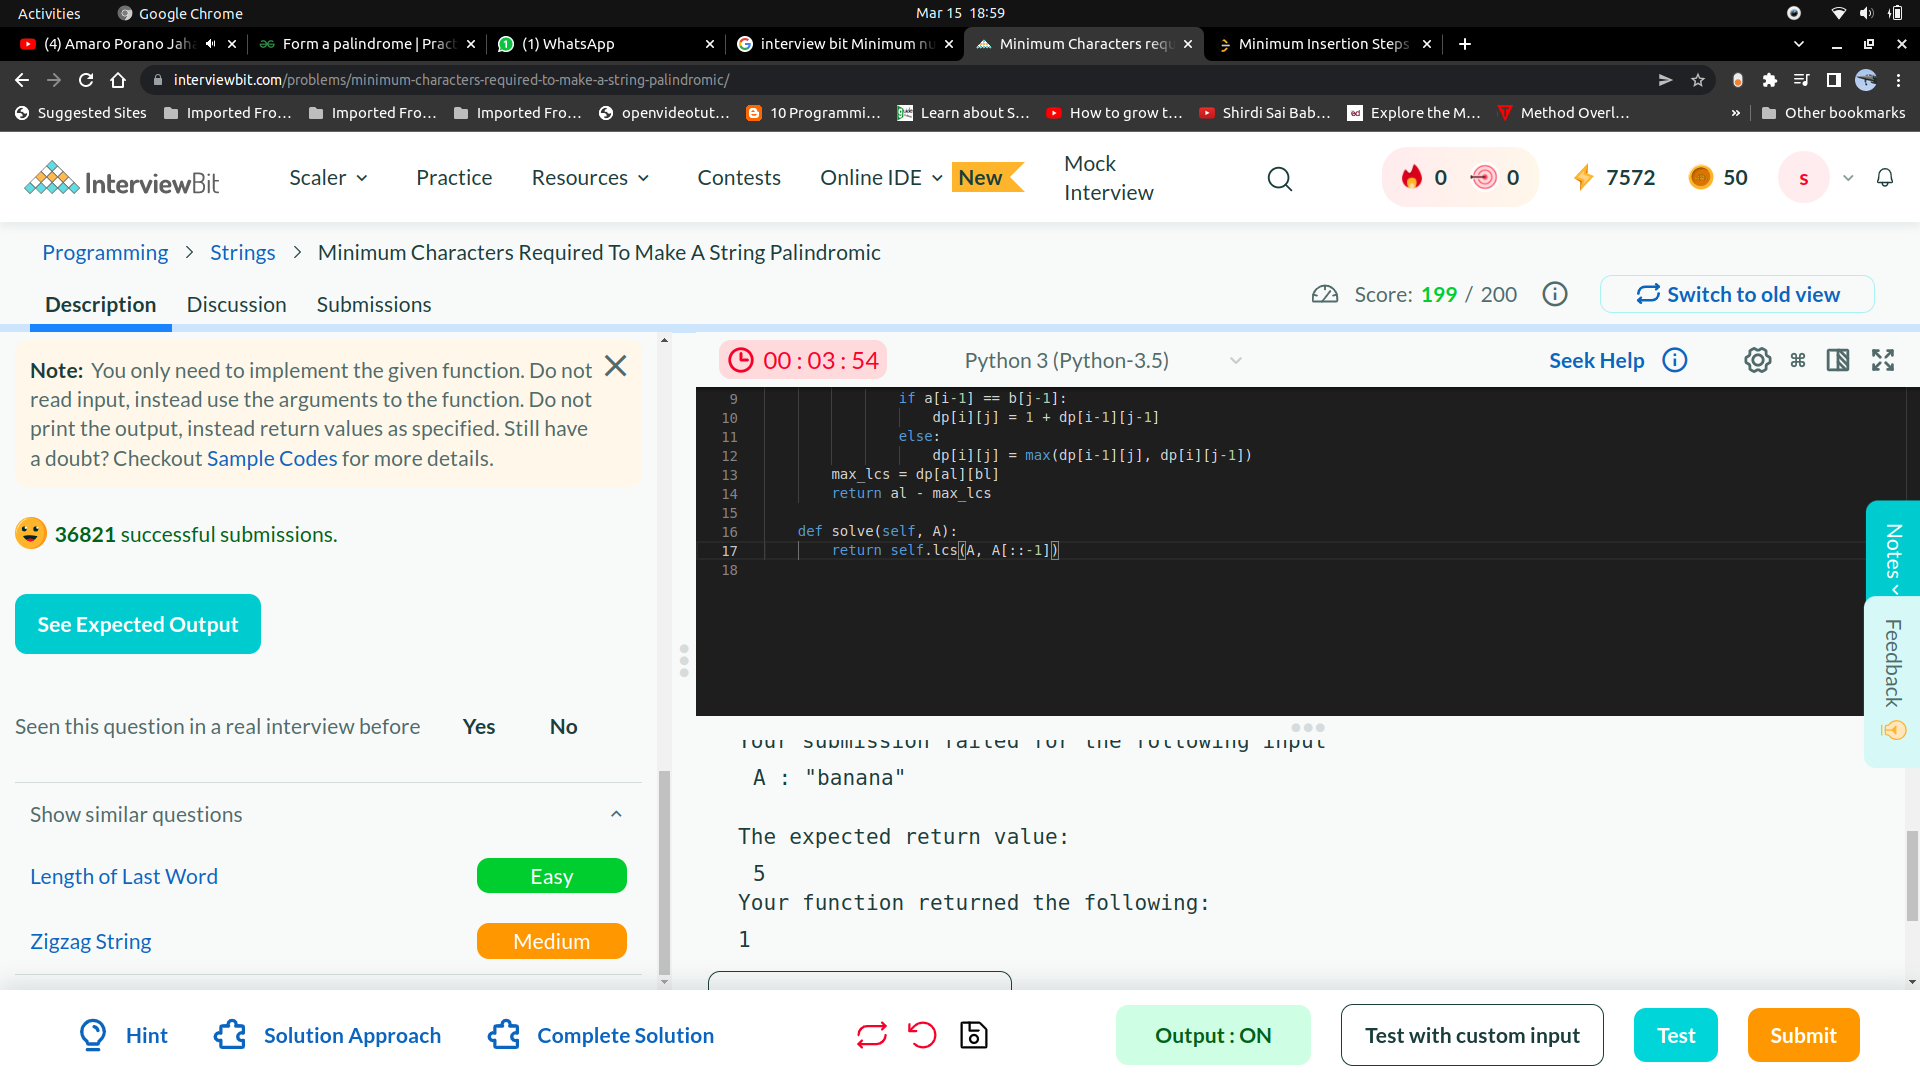 Activities
Google Chrome
Mar 15 18:59
(4) Amaro Porano Jaha
Form a palindrome | Pract
(1) WhatsApp
interview bit Minimum nu
Minimum Characters requ
Minimum Insertion Steps
interviewbit.com/problems/minimum-characters-required-to-make-a-string-palindromic/
Suggested Sites
Imported Fro...
Imported Fro...
Imported Fro...
openvideotut...
10 Programmi...
Learn about S...
How to grow t...
Shirdi Sai Bab...
Explore the M...
Method Overl...
»
Other bookmarks
InterviewBit
Scaler
Practice
Resources
Contests
Online IDE
New
Mock
Interview
0
0
7572
50
s
Programming > Strings > Minimum Characters Required To Make A String Palindromic
Description
Discussion
Submissions
Score: 199 / 200
Switch to old view
Note: You only need to implement the given function. Do not
read input, instead use the arguments to the function. Do not
print the output, instead return values as specified. Still have
a doubt? Checkout Sample Codes for more details.
36821 successful submissions.
See Expected Output
Seen this question in a real interview before
Yes
No
Show similar questions
Length of Last Word
Easy
Zigzag String
Medium
00 : 03 : 54
Python 3 (Python-3.5)
Seek Help
9 if a[i-1] == b[j-1]:
10 dp[i][j] = 1 + dp[i-1][j-1]
11 else:
12 dp[i][j] = max(dp[i-1][j], dp[i][j-1])
13 max_lcs = dp[al][bl]
14 return al - max_lcs
15
16 def solve(self, A):
17 return self.lcs(A, A[::-1])
18
Notes
Feedback
Your submission failed for the following input
A : "banana"
The expected return value:
5
Your function returned the following:
1
Hint
Solution Approach
Complete Solution
Output : ON
Test with custom input
Test
Submit